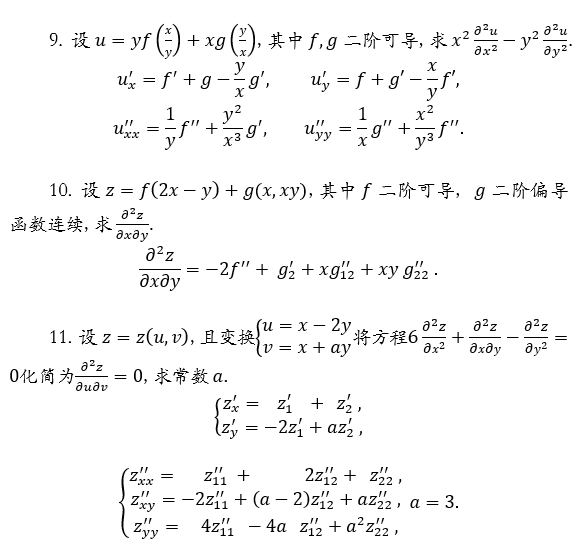 9. 设 u = yf(x/y) + xg(y/x), 其中 f, g 二阶可导, 求 x² ∂²u/∂x² − y² ∂²u/∂y².
u′ₓ = f′ + g − y/x g′, u′ᵧ = f + g′ − x/y f′,
u″ₓₓ = 1/y f″ + y²/x³ g′, u″ᵧᵧ = 1/x g″ + x²/y³ f″.
10. 设 z = f(2x − y) + g(x, xy), 其中 f 二阶可导, g 二阶偏导
函数连续, 求 ∂²z/∂x∂y.
∂²z/∂x∂y = −2f″ + g′₂ + xg″₁₂ + xy g″₂₂ .
11. 设 z = z(u, v), 且变换{u = x − 2y, v = x + ay 将方程6 ∂²z/∂x² + ∂²z/∂x∂y − ∂²z/∂y² =
0化简为 ∂²z/∂u∂v = 0, 求常数 a.
{z′ₓ = z′₁ + z′₂ ,
z′ᵧ = −2z′₁ + az′₂ ,
{z″ₓₓ = z″₁₁ + 2z″₁₂ + z″₂₂ ,
z″ₓᵧ = −2z″₁₁ + (a − 2)z″₁₂ + az″₂₂ , a = 3.
z″ᵧᵧ = 4z″₁₁ − 4a z″₁₂ + a²z″₂₂ ,